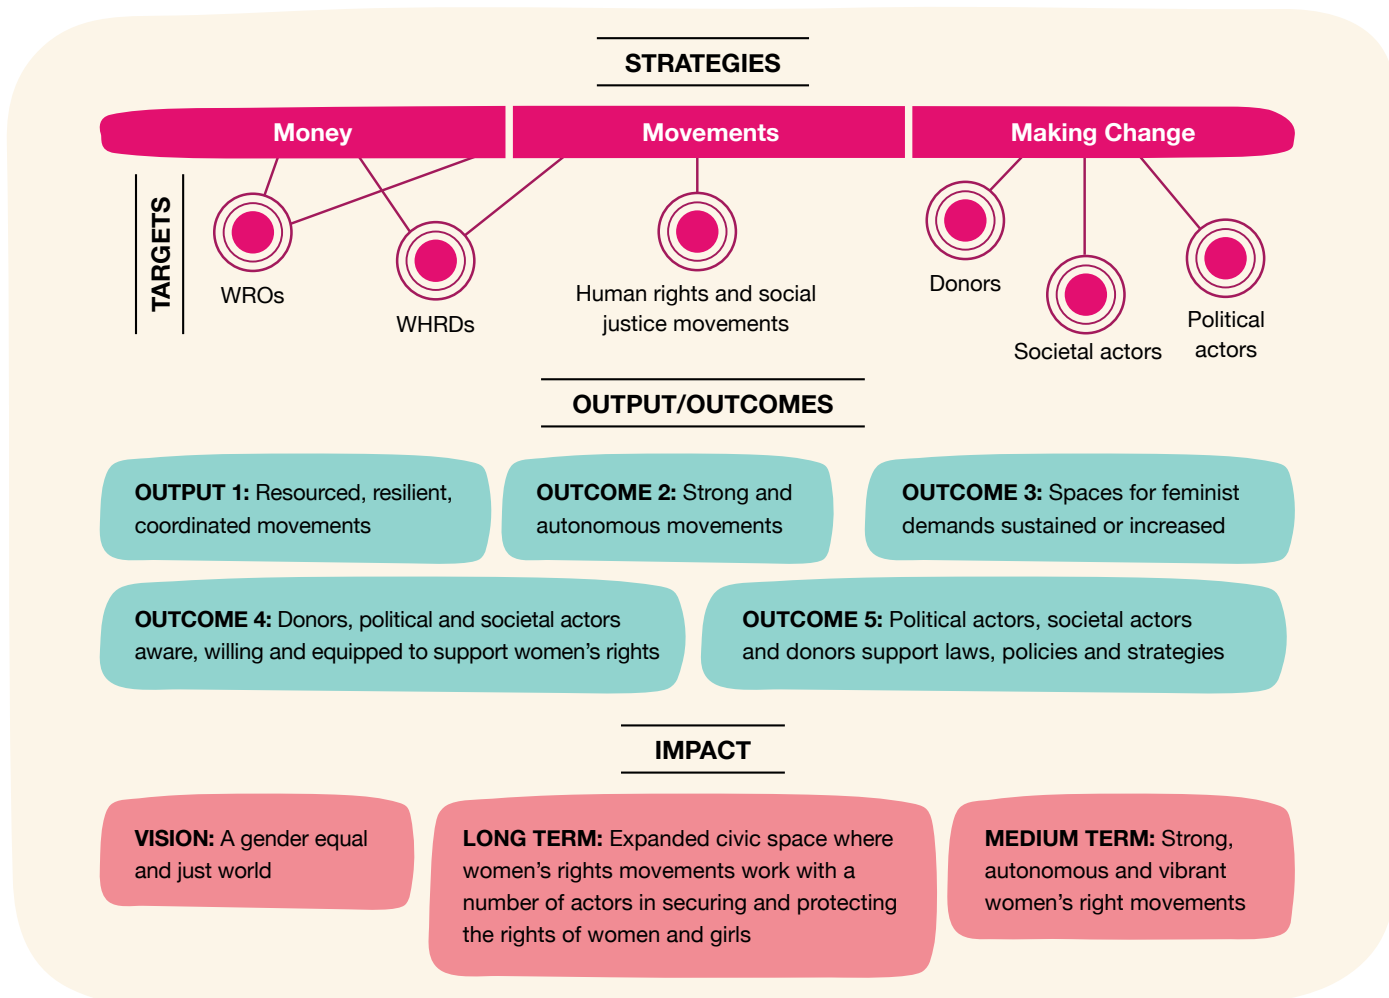 STRATEGIES
Money
Movements
Making Change
TARGETS
WROs
WHRDs
Human rights and social
justice movements
Donors
Societal actors
Political
actors
OUTPUT/OUTCOMES
OUTPUT 1: Resourced, resilient,
coordinated movements
OUTCOME 2: Strong and
autonomous movements
OUTCOME 3: Spaces for feminist
demands sustained or increased
OUTCOME 4: Donors, political and societal actors
aware, willing and equipped to support women’s rights
OUTCOME 5: Political actors, societal actors
and donors support laws, policies and strategies
IMPACT
VISION: A gender equal
and just world
LONG TERM: Expanded civic space where
women’s rights movements work with a
number of actors in securing and protecting
the rights of women and girls
MEDIUM TERM: Strong,
autonomous and vibrant
women’s right movements